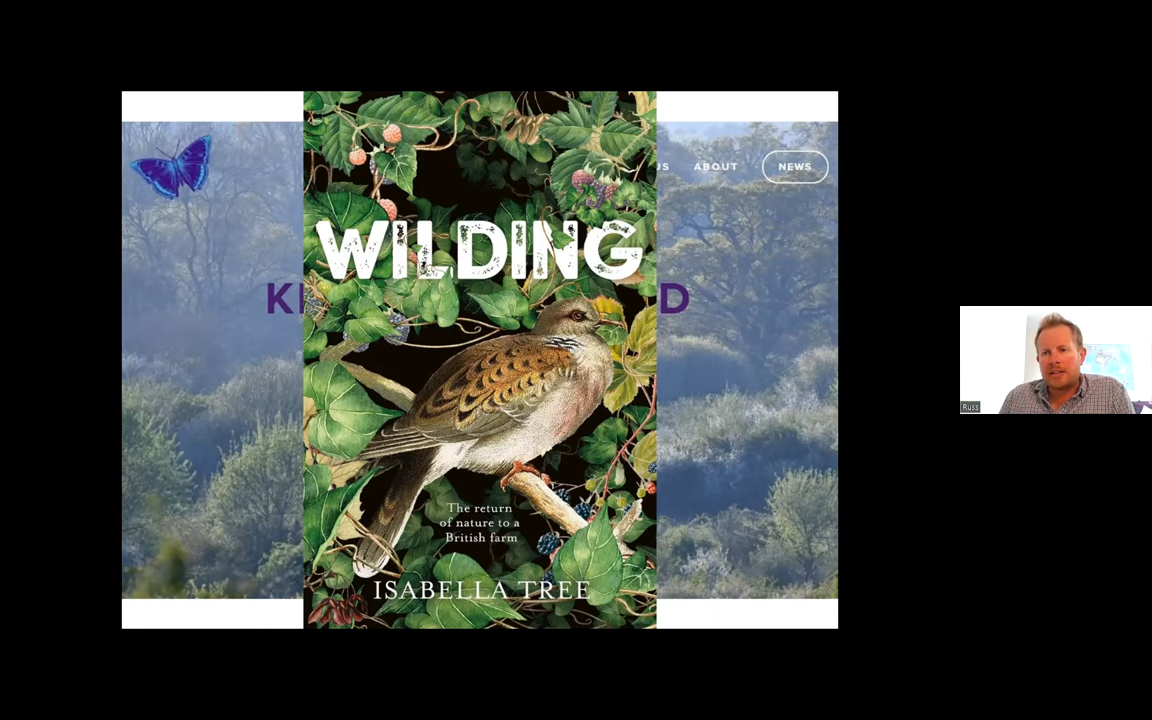 US ABOUT NEWS
WILDING
K D
The return
of nature to a
British farm
ISABELLA TREE
Russ